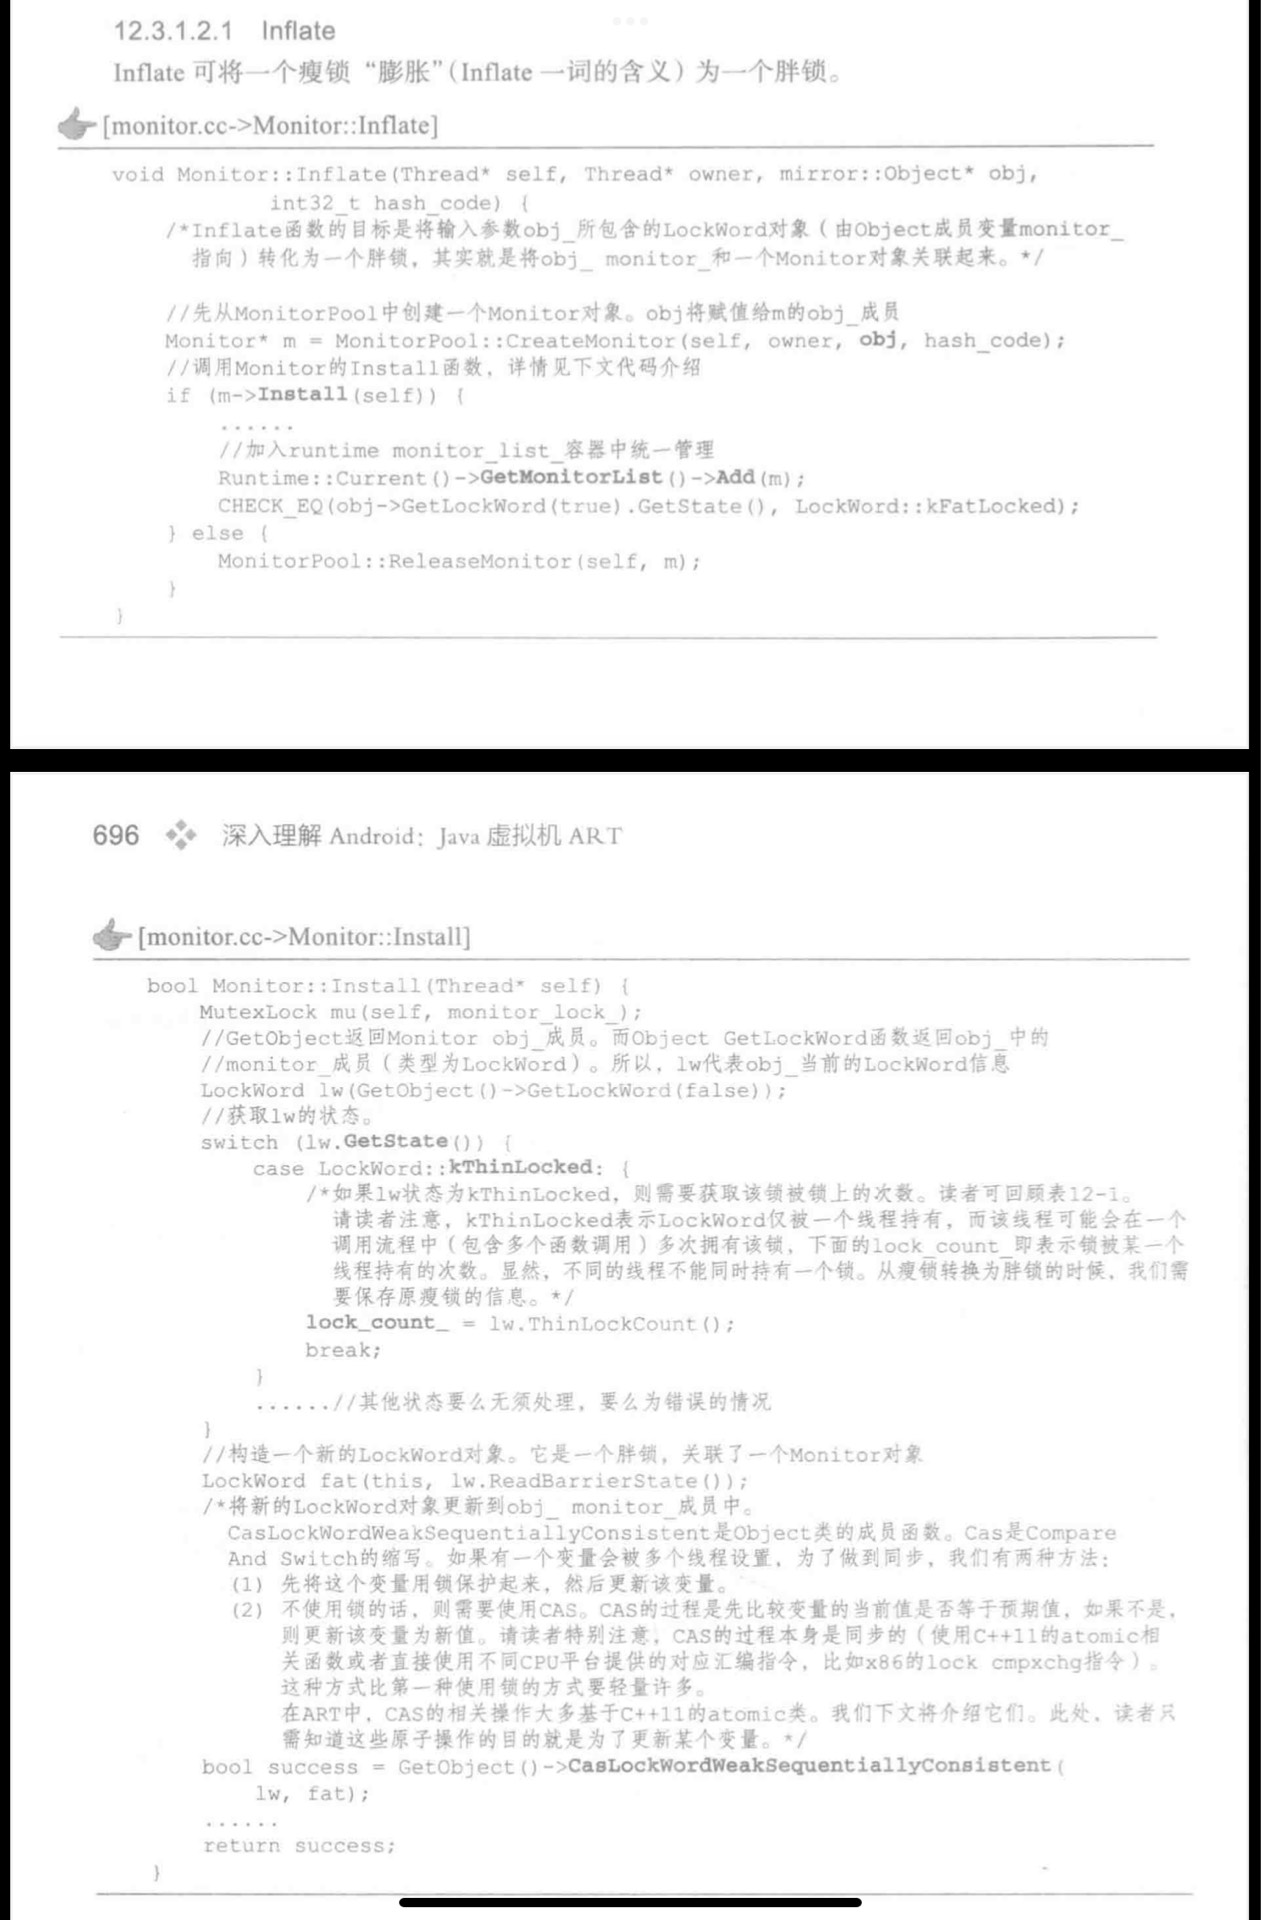 12.3.1.2.1 Inflate
Inflate 可将一个瘦锁“膨胀”(Inflate 一词的含义) 为一个胖锁。
[monitor.cc->Monitor::Inflate]
void Monitor::Inflate(Thread* self, Thread* owner, mirror::Object* obj,
int32_t hash_code) {
/*Inflate函数的目标是将输入参数obj_所包含的LockWord对象（由Object成员变量monitor_
指向）转化为一个胖锁，其实就是将obj_ monitor_和一个Monitor对象关联起来。*/
//先从MonitorPool中创建一个Monitor对象。obj将赋值给m的obj_成员
Monitor* m = MonitorPool::CreateMonitor(self, owner, obj, hash_code);
//调用Monitor的Install函数，详情见下文代码介绍
if (m->Install(self)) {
......
//加入runtime monitor_list_容器中统一管理
Runtime::Current()->GetMonitorList()->Add(m);
CHECK_EQ(obj->GetLockWord(true).GetState(), LockWord::kFatLocked);
} else {
MonitorPool::ReleaseMonitor(self, m);
}
}
696 深入理解 Android：Java 虚拟机 ART
[monitor.cc->Monitor::Install]
bool Monitor::Install(Thread* self) {
MutexLock mu(self, monitor_lock_);
//GetObject返回Monitor obj_成员。而Object GetLockWord函数返回obj_中的
//monitor_成员（类型为LockWord）。所以，lw代表obj_当前的LockWord信息
LockWord lw(GetObject()->GetLockWord(false));
//获取lw的状态。
switch (lw.GetState()) {
case LockWord::kThinLocked: {
/*如果lw状态为kThinLocked，则需要获取该锁被锁上的次数。读者可回顾表12-1。
请读者注意，kThinLocked表示LockWord仅被一个线程持有，而该线程可能会在一个
调用流程中（包含多个函数调用）多次拥有该锁，下面的lock_count_即表示锁被某一个
线程持有的次数。显然，不同的线程不能同时持有一个锁。从瘦锁转换为胖锁的时候，我们需
要保存原瘦锁的信息。*/
lock_count_ = lw.ThinLockCount();
break;
}
......//其他状态要么无须处理，要么为错误的情况
}
//构造一个新的LockWord对象。它是一个胖锁，关联了一个Monitor对象
LockWord fat(this, lw.ReadBarrierState());
/*将新的LockWord对象更新到obj_ monitor_成员中。
CasLockWordWeakSequentiallyConsistent是Object类的成员函数。Cas是Compare
And Switch的缩写。如果有一个变量会被多个线程设置，为了做到同步，我们有两种方法：
(1) 先将这个变量用锁保护起来，然后更新该变量。
(2) 不使用锁的话，则需要使用CAS。CAS的过程是先比较变量的当前值是否等于预期值，如果不是，
则更新该变量为新值。请读者特别注意，CAS的过程本身是同步的（使用C++11的atomic相
关函数或者直接使用不同CPU平台提供的对应汇编指令，比如x86的lock cmpxchg指令）。
这种方式比第一种使用锁的方式要轻量许多。
在ART中，CAS的相关操作大多基于C++11的atomic类。我们下文将介绍它们。此处，读者只
需知道这些原子操作的目的就是为了更新某个变量。*/
bool success = GetObject()->CasLockWordWeakSequentiallyConsistent(
lw, fat);
......
return success;
}